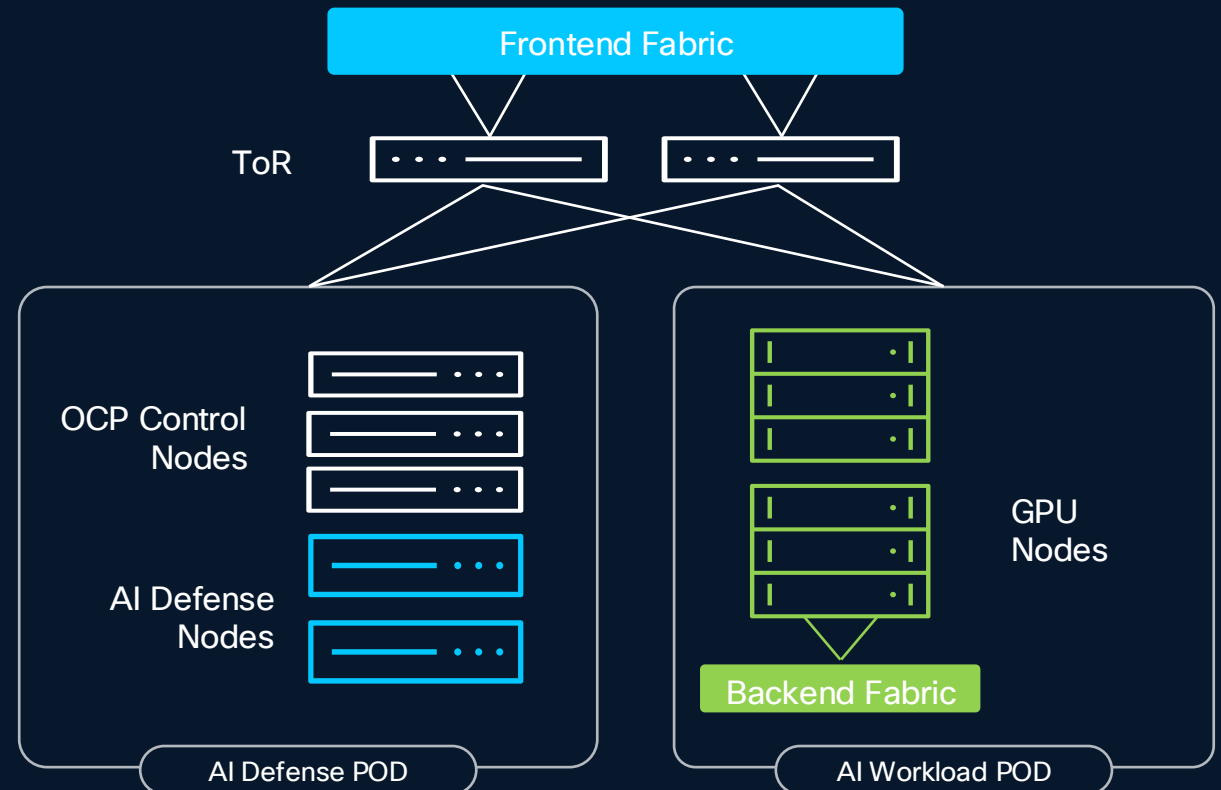 Frontend Fabric
ToR
OCP Control
Nodes
AI Defense
Nodes
GPU
Nodes
Backend Fabric
AI Defense POD
AI Workload POD